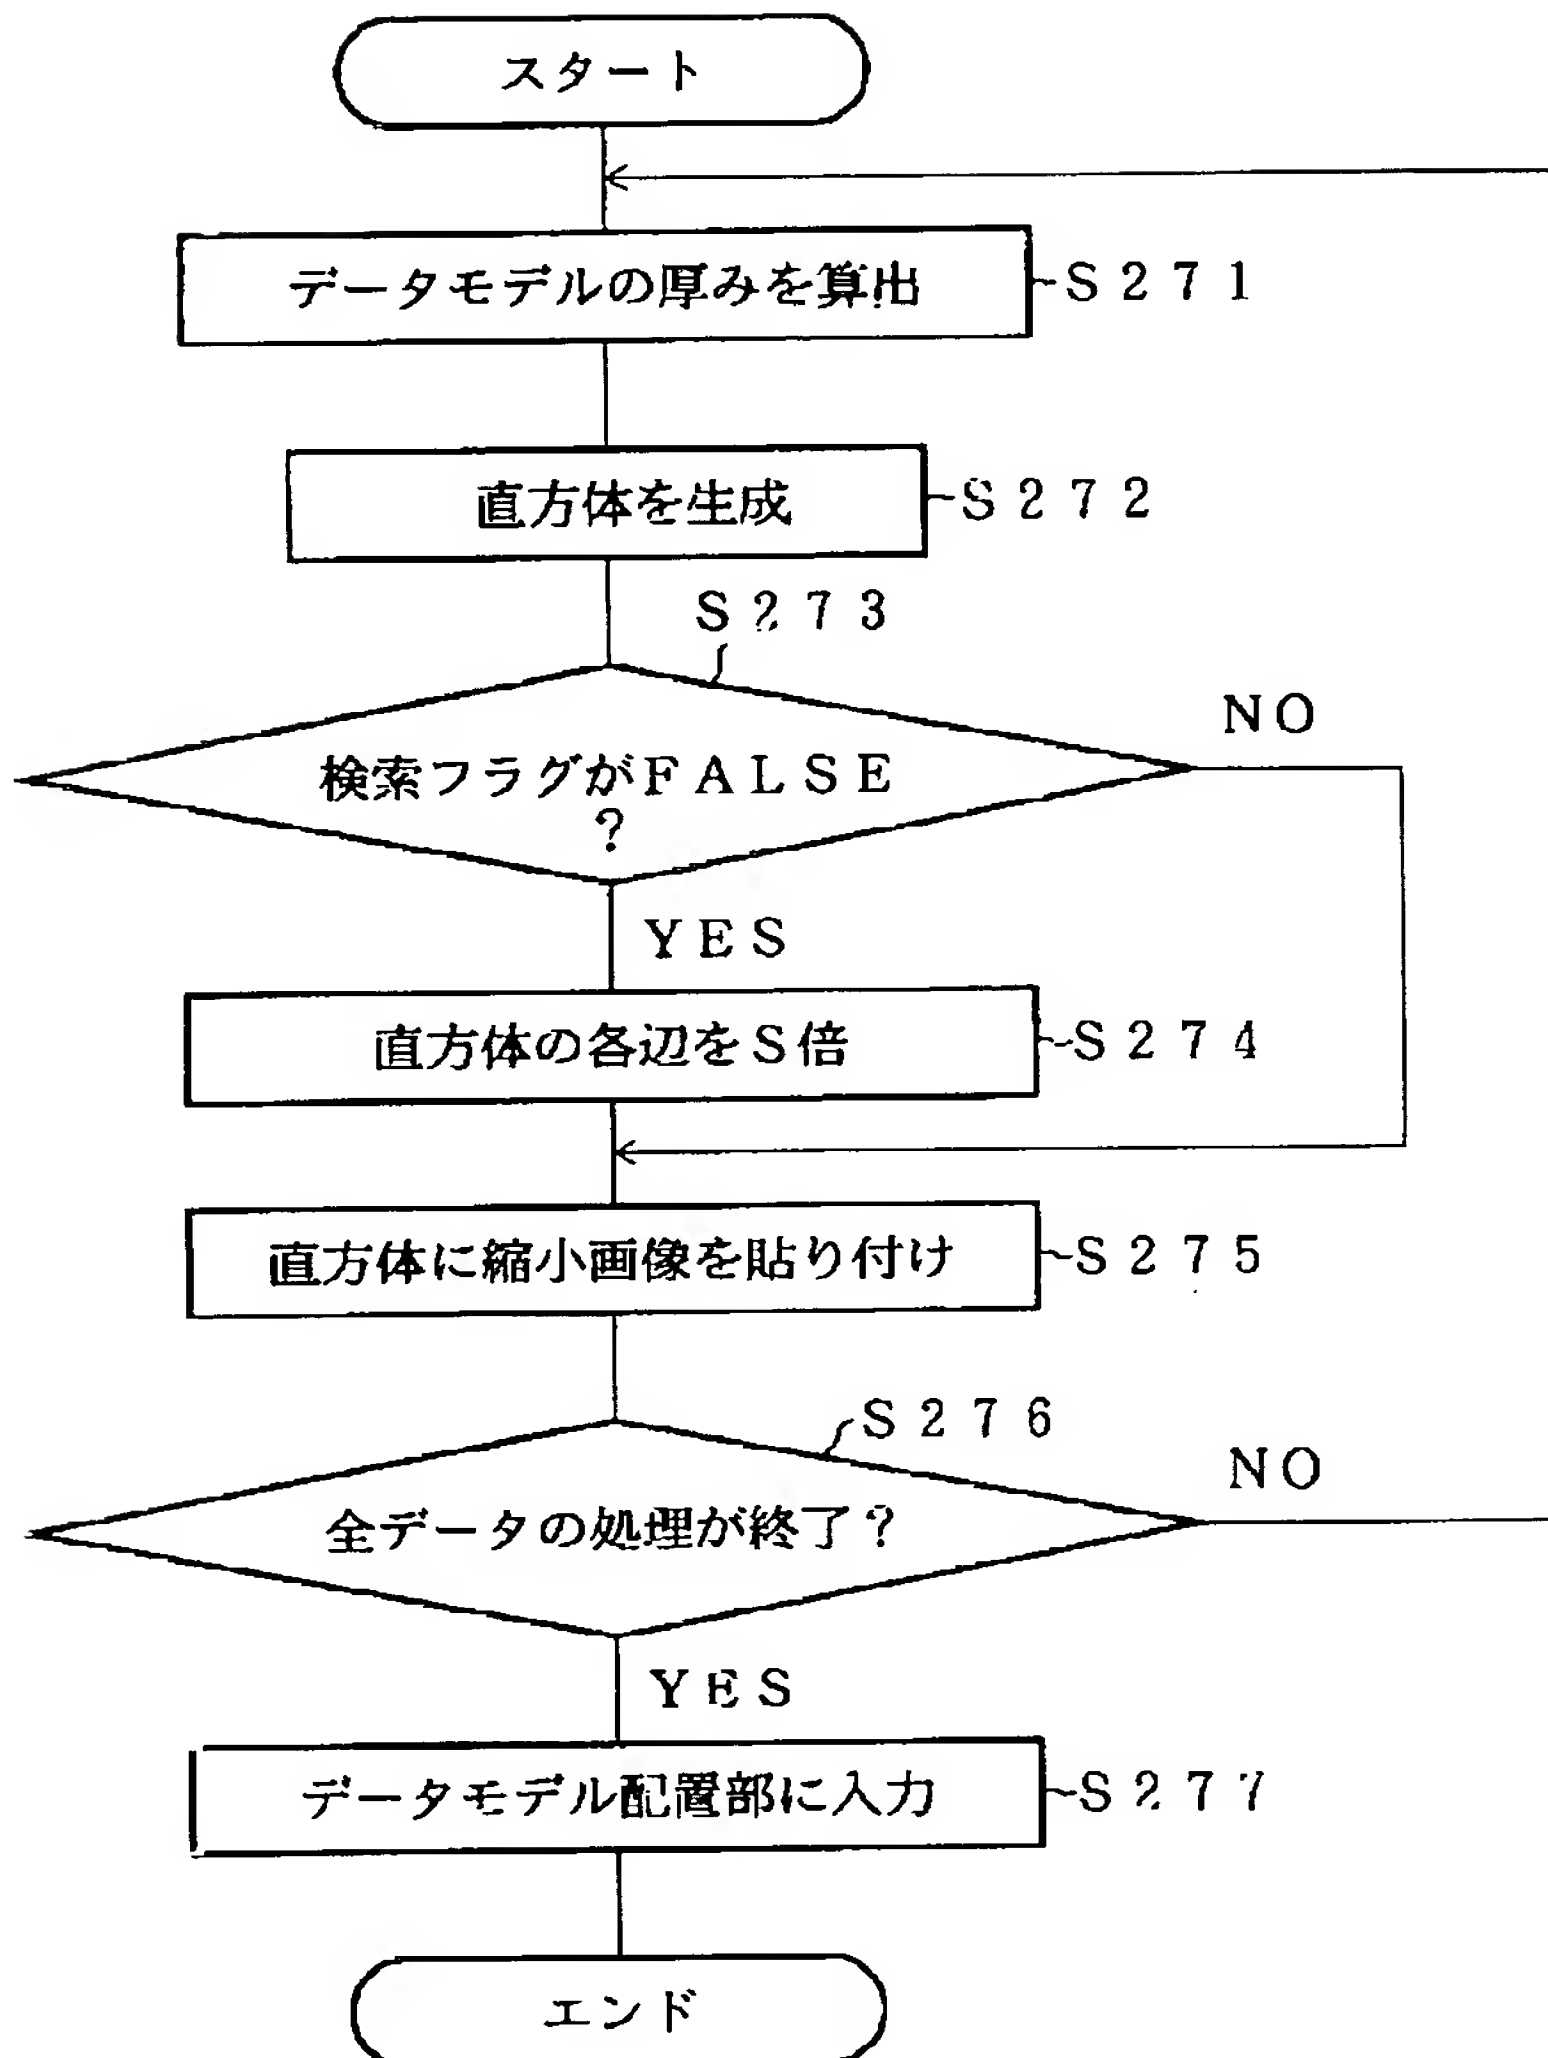 スタート
データモデルの厚みを算出
S271
直方体を生成
S272
S273
NO
検索フラグがFALSE
?
YES
直方体の各辺をS倍
S274
直方体に縮小画像を貼り付け
S275
S276
NO
全データの処理が終了?
YES
データモデル配置部に入力
S277
エンド